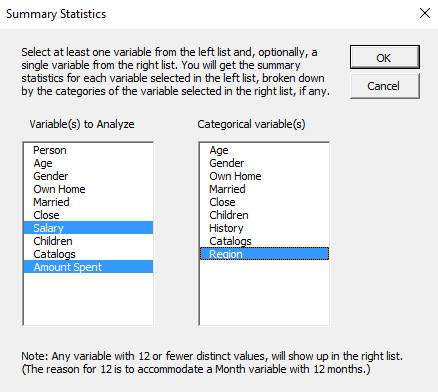 Summary Statistics
Select at least one variable from the left list and, optionally, a
single variable from the right list. You will get the summary
statistics for each variable selected in the left list, broken down
by the categories of the variable selected in the right list, if any.
OK
Cancel
Variable(s) to Analyze
Person
Age
Gender
Own Home
Married
Close
Salary
Children
Catalogs
Amount Spent
Categorical variable(s)
Age
Gender
Own Home
Married
Close
Children
History
Catalogs
Region
Note: Any variable with 12 or fewer distinct values, will show up in the right list.
(The reason for 12 is to accommodate a Month variable with 12 months.)